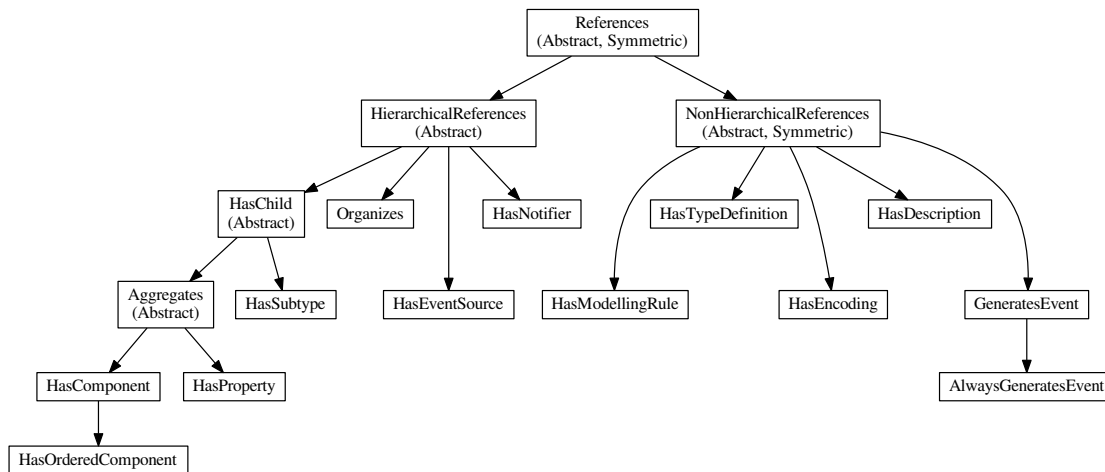 References
(Abstract, Symmetric)
HierarchicalReferences
(Abstract)
NonHierarchicalReferences
(Abstract, Symmetric)
HasChild
(Abstract)
Organizes
HasNotifier
HasTypeDefinition
HasDescription
Aggregates
(Abstract)
HasSubtype
HasEventSource
HasModellingRule
HasEncoding
GeneratesEvent
HasComponent
HasProperty
AlwaysGeneratesEvent
HasOrderedComponent